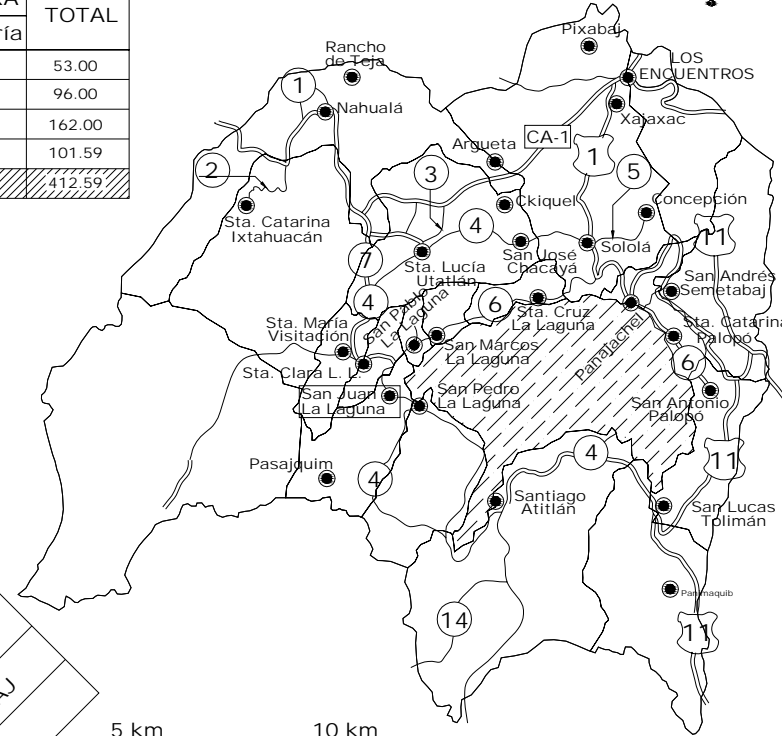 TOTAL
ría
53.00
96.00
162.00
101.59
412.59
Pixabaj
LOS
ENCUENTROS
Rancho
de Teja
1
Nahualá
Xajaxac
CA-1
Argueta
1
5
2
3
Ckiquel
Concepción
Sta. Catarina
Ixtahuacán
4
11
7
Sta. Lucía
Utatlán
San José
Chacayá
Sololá
San Andrés
Semetabaj
4
San Pablo
La Laguna
6
Sta. Cruz
La Laguna
Panajachel
Sta. María
Visitación
San Marcos
La Laguna
Sta. Catarina
Palopó
6
Sta. Clara L. L.
San Juan
La Laguna
San Pedro
La Laguna
San Antonio
Palopó
Pasajquim
4
4
11
Santiago
Atitlán
San Lucas
Tolimán
14
11
AJ
5 km
10 km